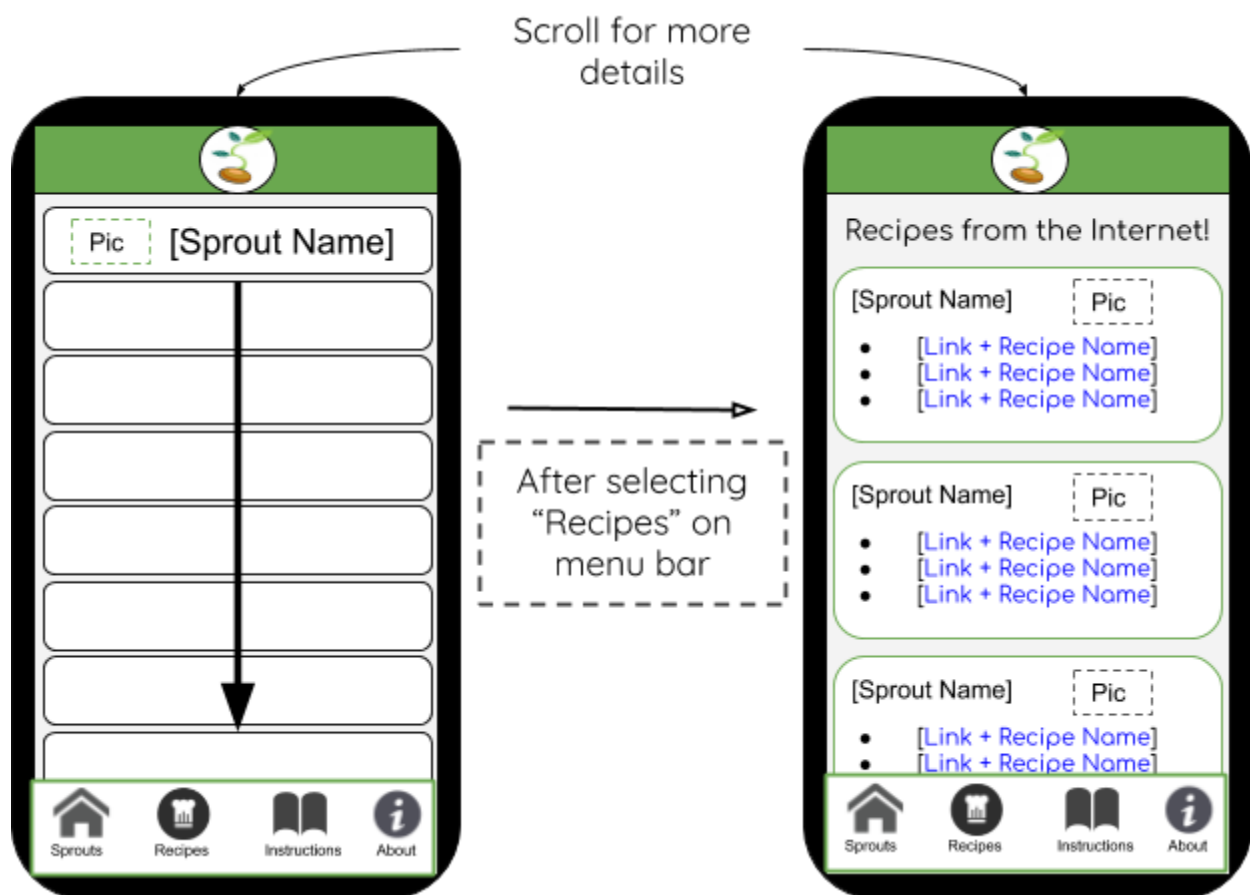 Scroll for more
details
Pic
[Sprout Name]
Sprouts
Recipes
Instructions
About
After selecting
“Recipes” on
menu bar
Recipes from the Internet!
[Sprout Name]
Pic
● [Link + Recipe Name]
● [Link + Recipe Name]
● [Link + Recipe Name]
[Sprout Name]
Pic
● [Link + Recipe Name]
● [Link + Recipe Name]
● [Link + Recipe Name]
[Sprout Name]
Pic
● [Link + Recipe Name]
● [Link + Recipe Name]
Sprouts
Recipes
Instructions
About